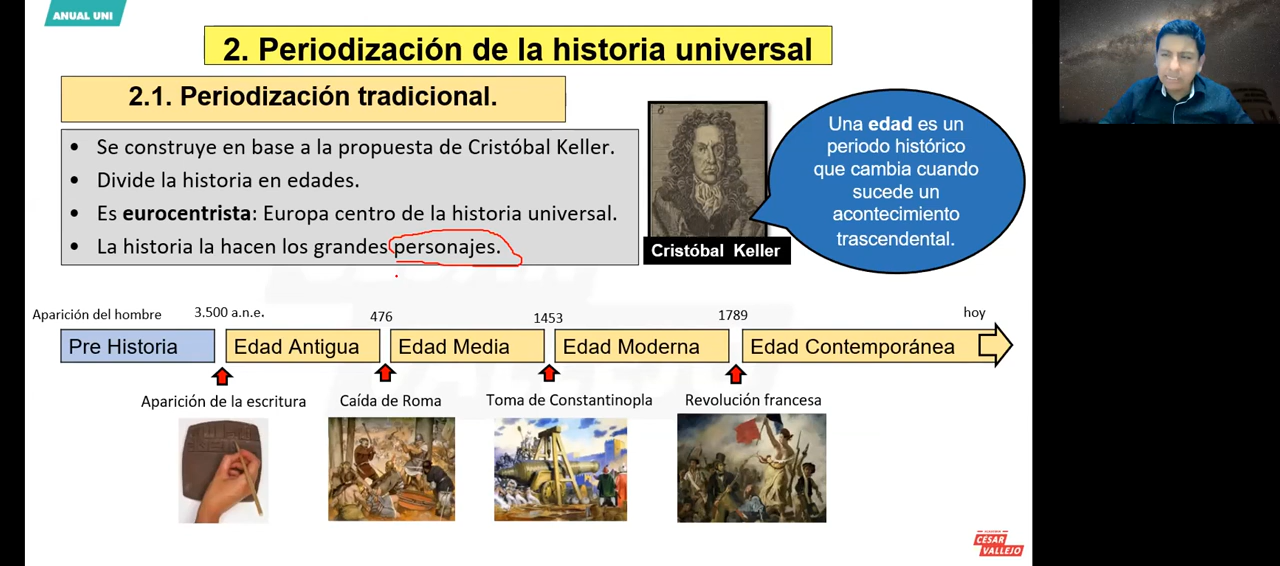 ANUAL UNI
2. Periodización de la historia universal
2.1. Periodización tradicional.
• Se construye en base a la propuesta de Cristóbal Keller.
• Divide la historia en edades.
• Es eurocentrista: Europa centro de la historia universal.
• La historia la hacen los grandes personajes.
Cristóbal Keller
Una edad es un
periodo histórico
que cambia cuando
sucede un
acontecimiento
trascendental.
Aparición del hombre
3.500 a.n.e.
476
1453
1789
hoy
Pre Historia
Edad Antigua
Edad Media
Edad Moderna
Edad Contemporánea
Aparición de la escritura
Caída de Roma
Toma de Constantinopla
Revolución francesa
CÉSAR
VALLEJO